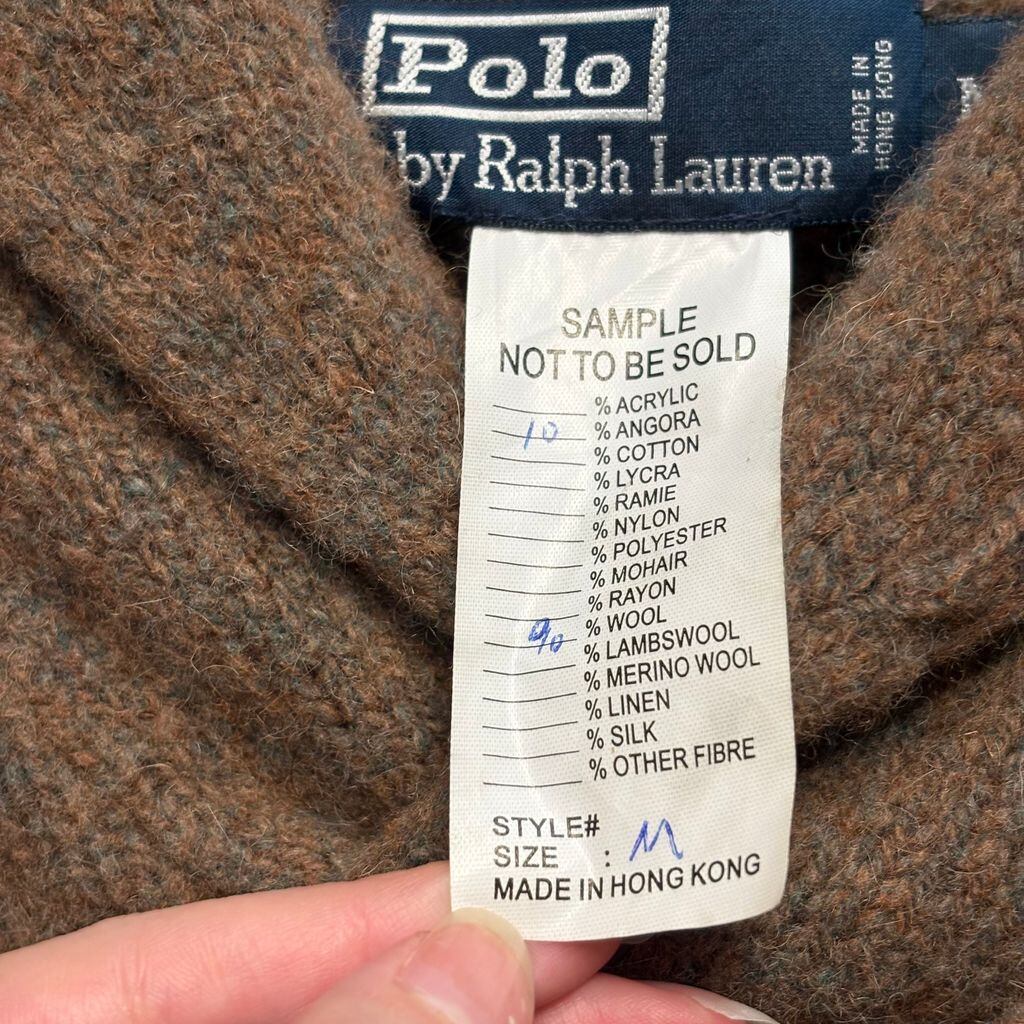 Polo
by Ralph Lauren
MADE IN
HONG KONG
SAMPLE
NOT TO BE SOLD
% ACRYLIC
10 % ANGORA
% COTTON
% LYCRA
% RAMIE
% NYLON
% POLYESTER
% MOHAIR
% RAYON
90 % WOOL
% LAMBSWOOL
% MERINO WOOL
% LINEN
% SILK
% OTHER FIBRE
STYLE#
SIZE : M
MADE IN HONG KONG